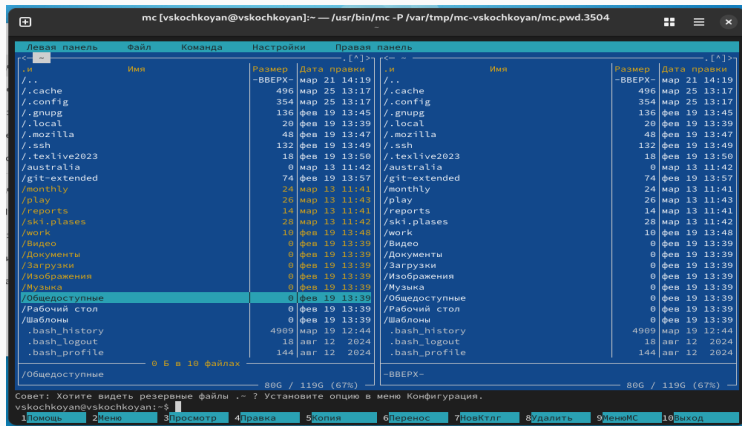 mc [vskochkoyan@vskochkoyan]:~ — /usr/bin/mc -P /var/tmp/mc-vskochkoyan/mc.pwd.3504
Левая панель Файл Команда Настройки Правая панель
<— ~ .[^]> <— ~ .[^]>
.и Имя Размер Дата правки .и Имя Размер Дата правки
/.. -ВВЕРХ- мар 21 14:19 /.. -ВВЕРХ- мар 21 14:19
/.cache 496 мар 25 13:17 /.cache 496 мар 25 13:17
/.config 354 мар 25 13:17 /.config 354 мар 25 13:17
/.gnupg 136 фев 19 13:45 /.gnupg 136 фев 19 13:45
/.local 20 фев 19 13:39 /.local 20 фев 19 13:39
/.mozilla 48 фев 19 13:47 /.mozilla 48 фев 19 13:47
/.ssh 132 фев 19 13:49 /.ssh 132 фев 19 13:49
/.texlive2023 18 фев 19 13:50 /.texlive2023 18 фев 19 13:50
/australia 0 мар 13 11:42 /australia 0 мар 13 11:42
/git-extended 74 фев 19 13:57 /git-extended 74 фев 19 13:57
/monthly 24 мар 13 11:41 /monthly 24 мар 13 11:41
/play 26 мар 13 11:43 /play 26 мар 13 11:43
/reports 14 мар 13 11:41 /reports 14 мар 13 11:41
/ski.plases 28 мар 13 11:42 /ski.plases 28 мар 13 11:42
/work 10 фев 19 13:48 /work 10 фев 19 13:48
/Видео 0 фев 19 13:39 /Видео 0 фев 19 13:39
/Документы 0 фев 19 13:39 /Документы 0 фев 19 13:39
/Загрузки 0 фев 19 13:39 /Загрузки 0 фев 19 13:39
/Изображения 0 фев 19 13:39 /Изображения 0 фев 19 13:39
/Музыка 0 фев 19 13:39 /Музыка 0 фев 19 13:39
/Общедоступные 0 фев 19 13:39 /Общедоступные 0 фев 19 13:39
/Рабочий стол 0 фев 19 13:39 /Рабочий стол 0 фев 19 13:39
/Шаблоны 0 фев 19 13:39 /Шаблоны 0 фев 19 13:39
.bash_history 4909 мар 19 12:44 .bash_history 4909 мар 19 12:44
.bash_logout 18 авг 12 2024 .bash_logout 18 авг 12 2024
.bash_profile 144 авг 12 2024 .bash_profile 144 авг 12 2024
0 Б в 10 файлах
/Общедоступные -ВВЕРХ-
80G / 119G (67%) 80G / 119G (67%)
Совет: Хотите видеть резервные файлы .~ ? Установите опцию в меню Конфигурация.
vskochkoyan@vskochkoyan:~$
1Помощь 2Меню 3Просмотр 4Правка 5Копия 6Перенос 7НовКтлг 8Удалить 9МенюМС 10Выход